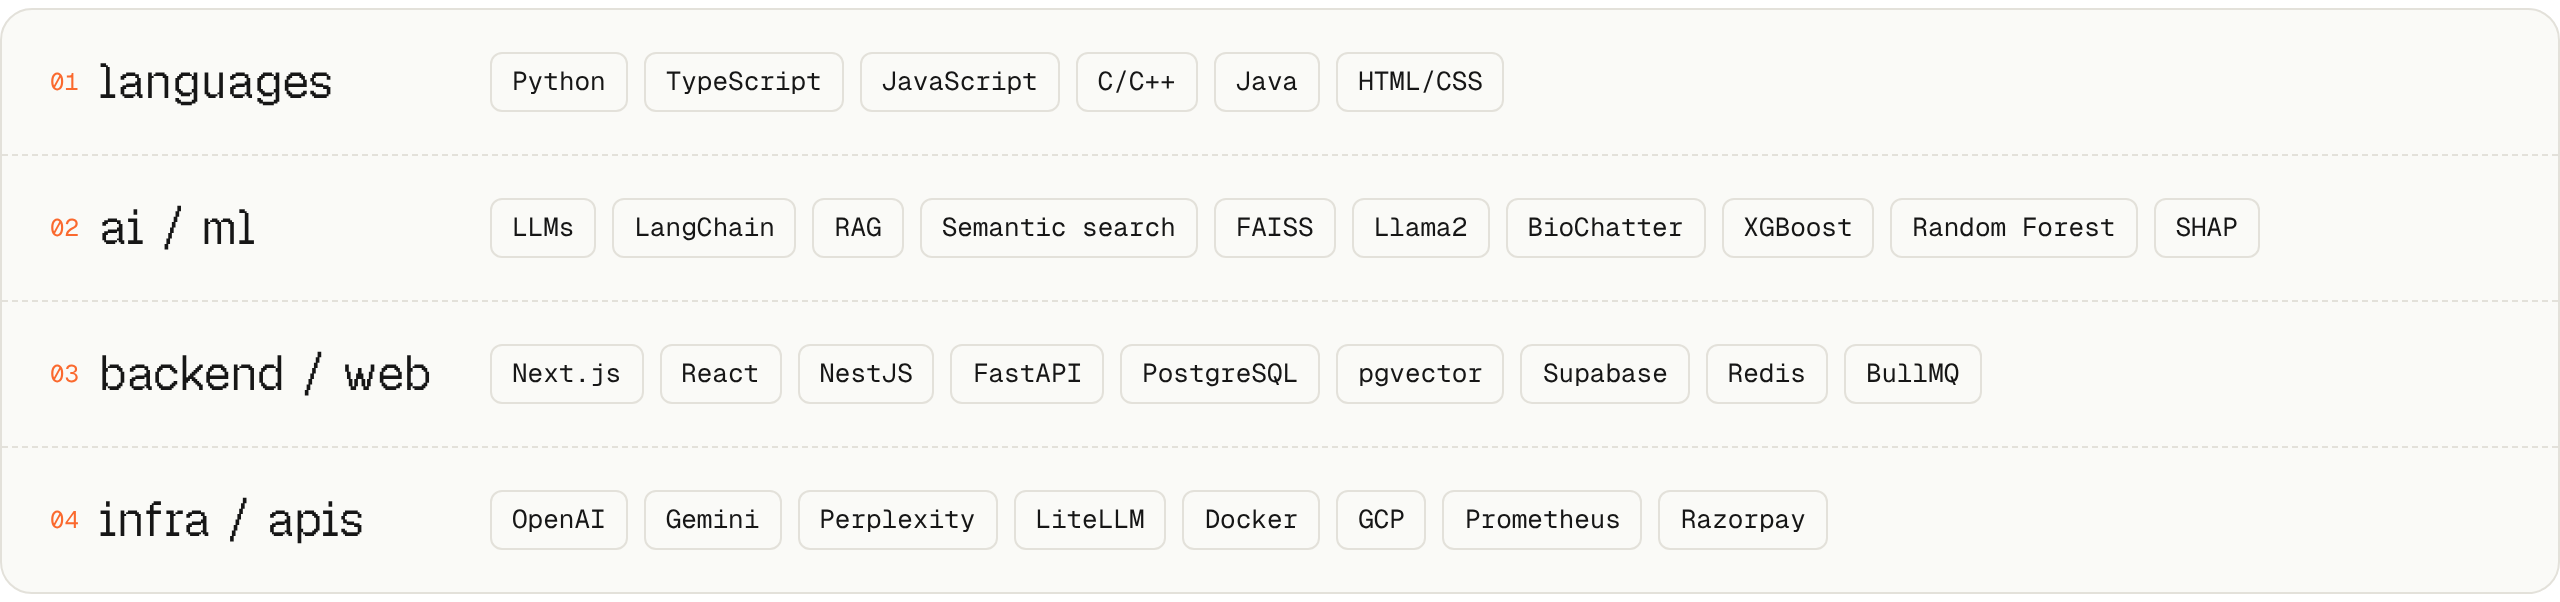 01 languages Python TypeScript JavaScript C/C++ Java HTML/CSS
02 ai / ml LLMs LangChain RAG Semantic search FAISS Llama2 BioChatter XGBoost Random Forest SHAP
03 backend / web Next.js React NestJS FastAPI PostgreSQL pgvector Supabase Redis BullMQ
04 infra / apis OpenAI Gemini Perplexity LiteLLM Docker GCP Prometheus Razorpay